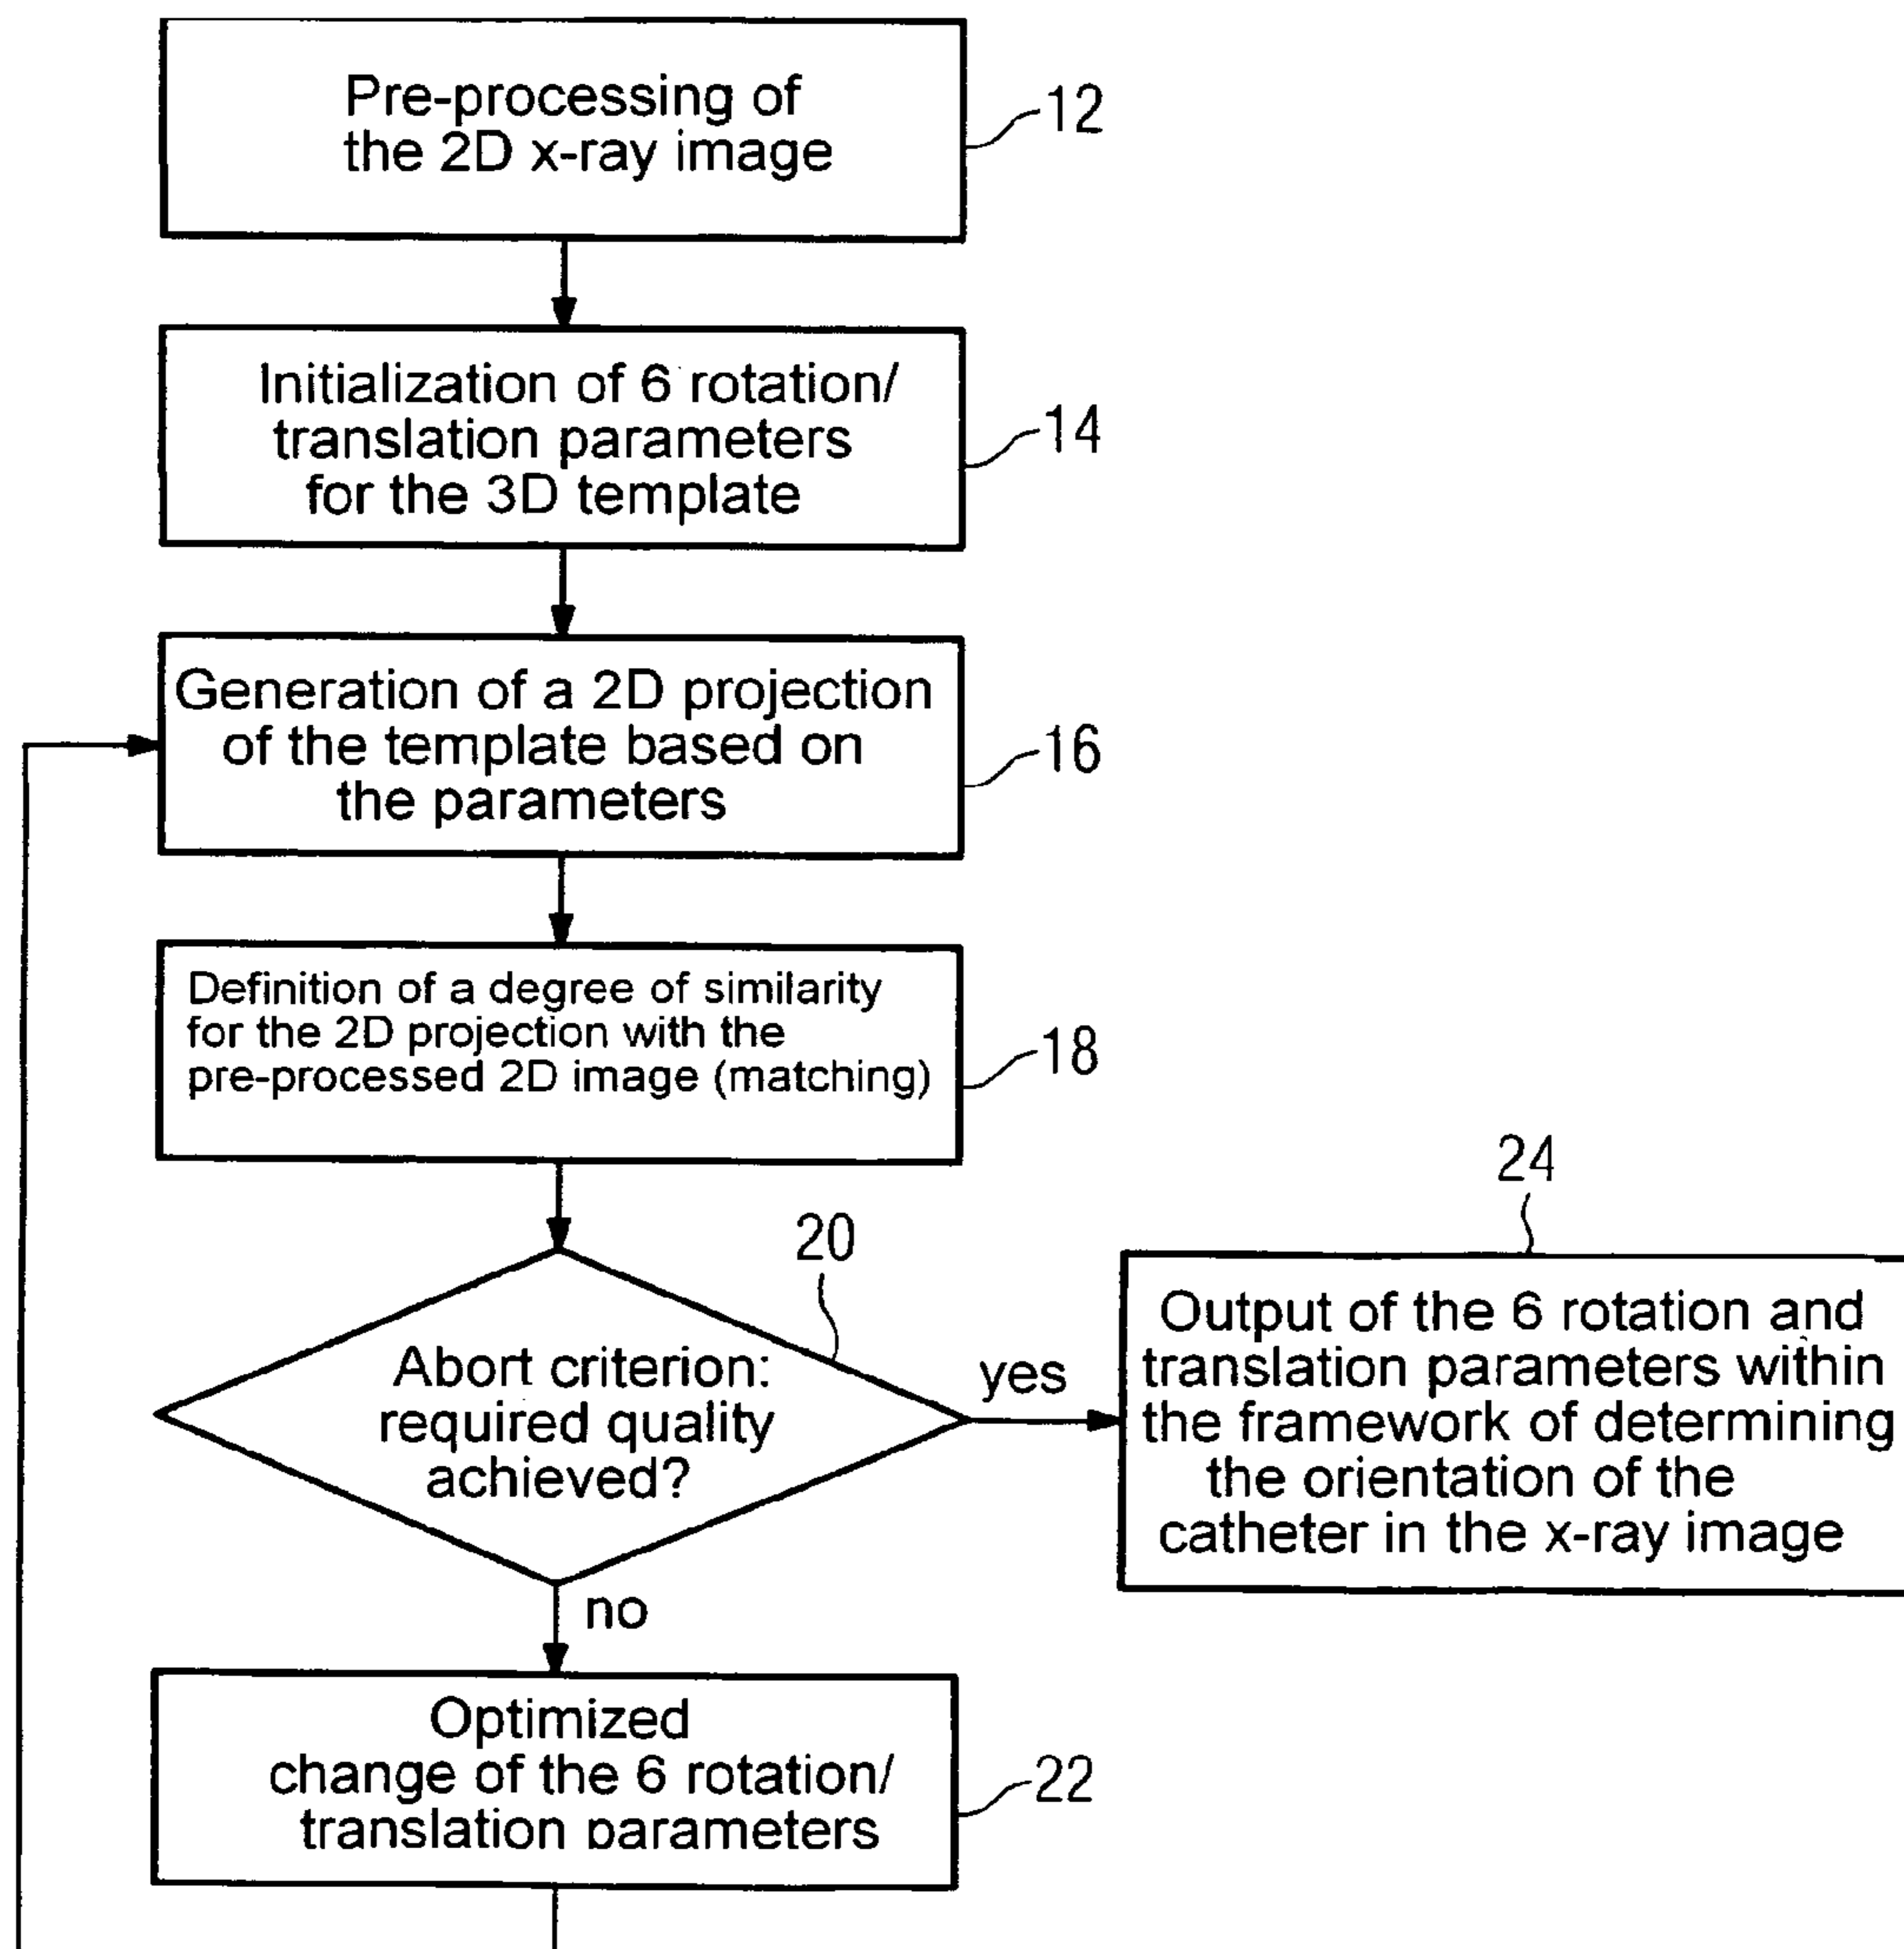 Pre-processing of
the 2D x-ray image
12
Initialization of 6 rotation/
translation parameters
for the 3D template
14
Generation of a 2D projection
of the template based on
the parameters
16
Definition of a degree of similarity
for the 2D projection with the
pre-processed 2D image (matching)
18
20
Abort criterion:
required quality
achieved?
yes
24
Output of the 6 rotation and
translation parameters within
the framework of determining
the orientation of the
catheter in the x-ray image
no
Optimized
change of the 6 rotation/
translation parameters
22